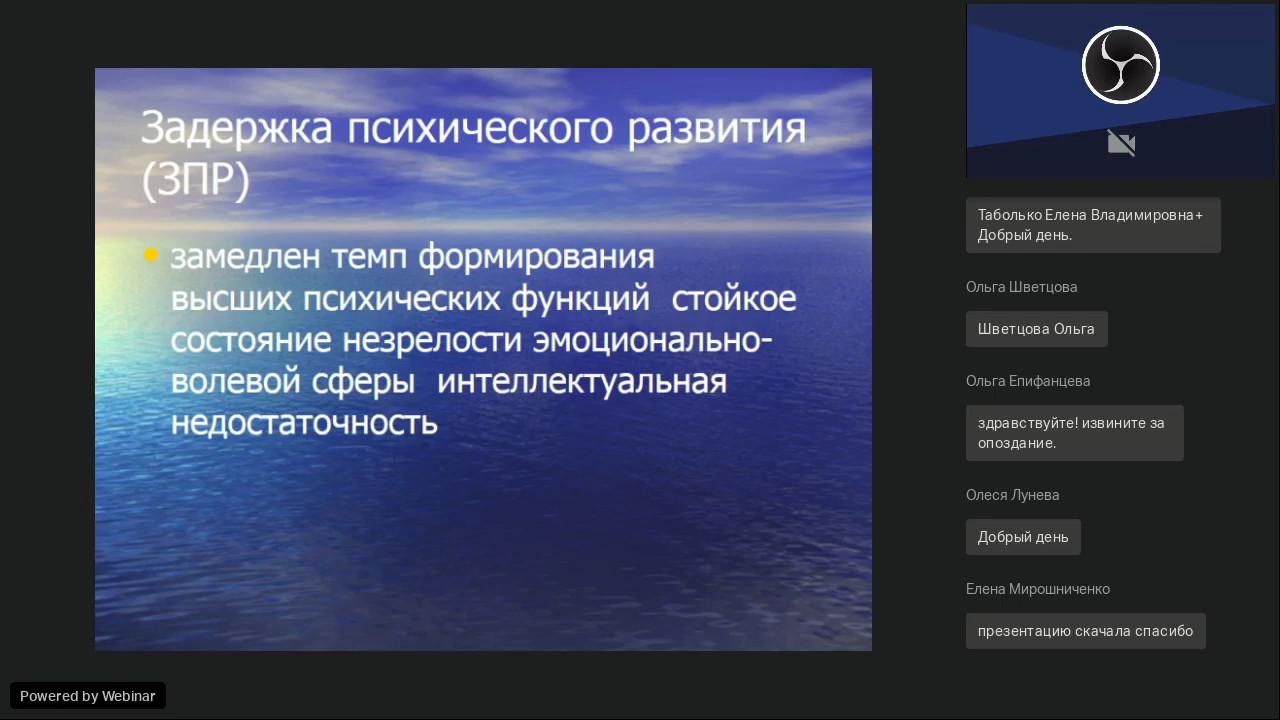 Задержка психического развития
(ЗПР)
замедлен темп формирования
высших психических функций  стойкое
состояние незрелости эмоционально-
волевой сферы  интеллектуальная
недостаточность
Таболько Елена Владимировна+
Добрый день.
Ольга Шветцова
Шветцова Ольга
Ольга Епифанцева
здравствуйте! извините за
опоздание.
Олеся Лунева
Добрый день
Елена Мирошниченко
презентацию скачала спасибо
Powered by Webinar